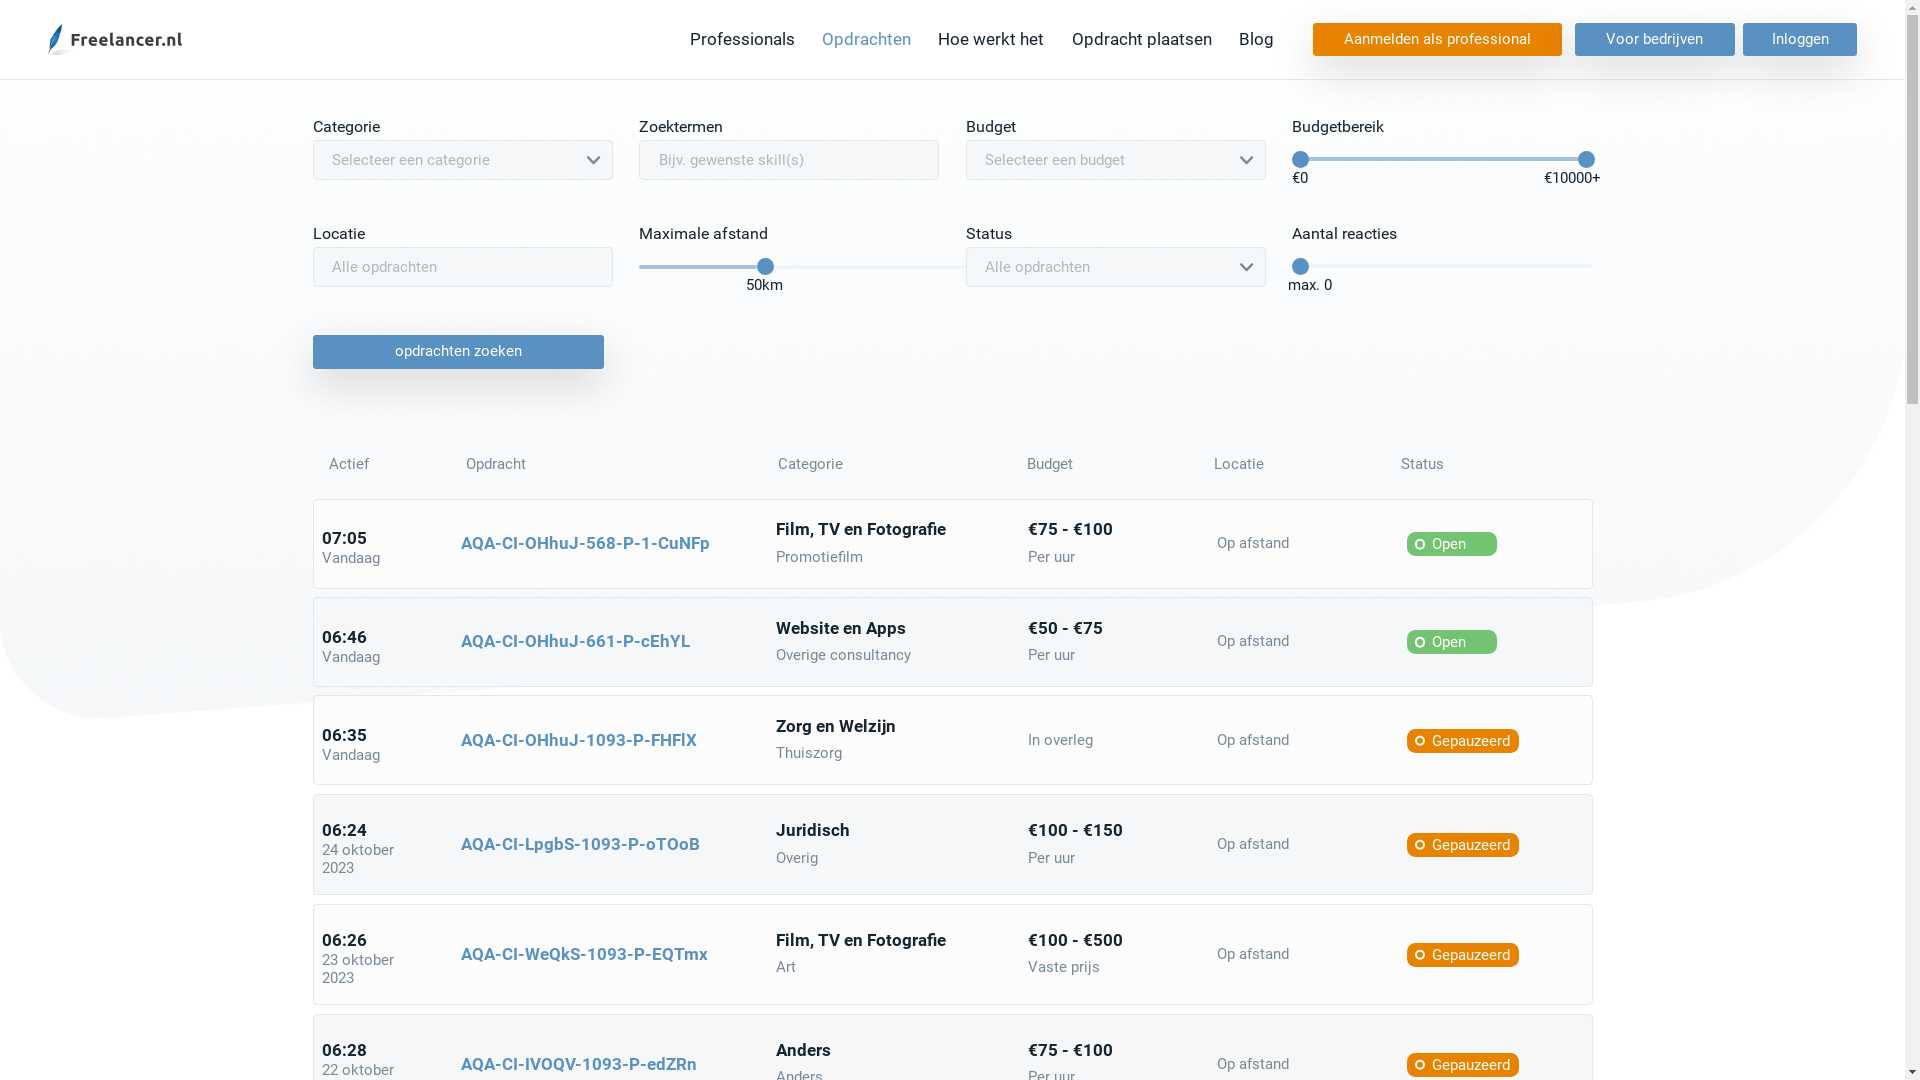 Freelancer.nl
Professionals Opdrachten Hoe werkt het Opdracht plaatsen Blog Aanmelden als professional Voor bedrijven Inloggen
Categorie Zoektermen Budget Budgetbereik
Selecteer een categorie Bijv. gewenste skill(s) Selecteer een budget
€0 €10000+
Locatie Maximale afstand Status Aantal reacties
Alle opdrachten Alle opdrachten
50km max. 0
opdrachten zoeken
Actief Opdracht Categorie Budget Locatie Status
07:05 AQA-CI-OHhuJ-568-P-1-CuNFp Film, TV en Fotografie €75 - €100 Op afstand Open
Vandaag Promotiefilm Per uur
06:46 AQA-CI-OHhuJ-661-P-cEhYL Website en Apps €50 - €75 Op afstand Open
Vandaag Overige consultancy Per uur
06:35 AQA-CI-OHhuJ-1093-P-FHFlX Zorg en Welzijn In overleg Op afstand Gepauzeerd
Vandaag Thuiszorg
06:24 AQA-CI-LpgbS-1093-P-oTOoB Juridisch €100 - €150 Op afstand Gepauzeerd
24 oktober Overig Per uur
2023
06:26 AQA-CI-WeQkS-1093-P-EQTmx Film, TV en Fotografie €100 - €500 Op afstand Gepauzeerd
23 oktober Art Vaste prijs
2023
06:28 AQA-CI-IVOQV-1093-P-edZRn Anders €75 - €100 Op afstand Gepauzeerd
22 oktober Anders Per uur